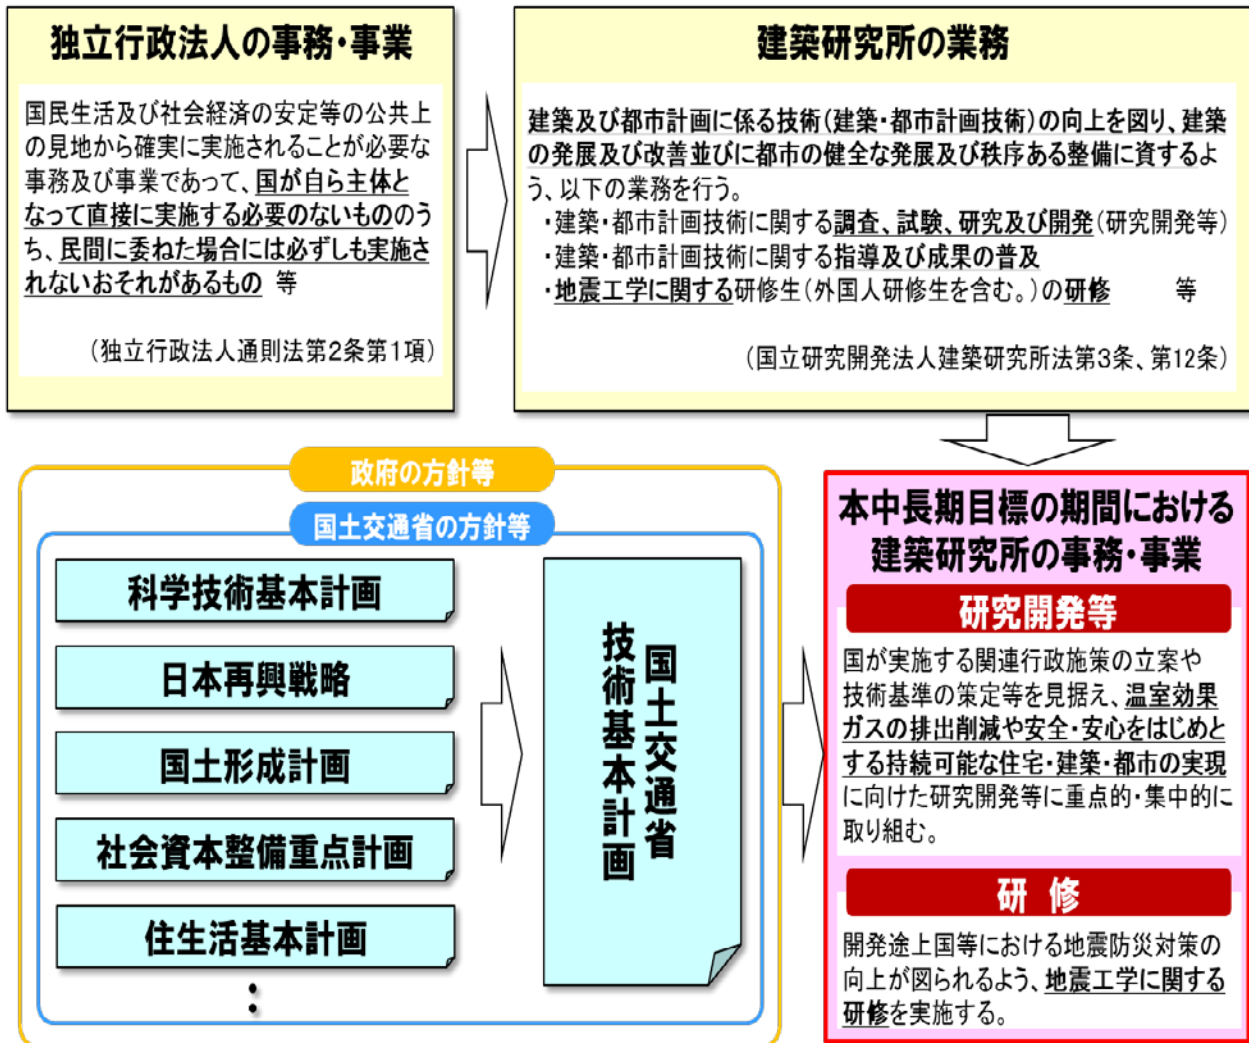 独立行政法人の事務・事業
国民生活及び社会経済の安定等の公共上
の見地から確実に実施されることが必要な
事務及び事業であって、国が自ら主体と
なって直接に実施する必要のないもののう
ち、民間に委ねた場合には必ずしも実施さ
れないおそれがあるもの 等
(独立行政法人通則法第2条第1項)
建築研究所の業務
建築及び都市計画に係る技術(建築・都市計画技術)の向上を図り、建築
の発展及び改善並びに都市の健全な発展及び秩序ある整備に資するよ
う、以下の業務を行う。
・建築・都市計画技術に関する調査、試験、研究及び開発(研究開発等)
・建築・都市計画技術に関する指導及び成果の普及
・地震工学に関する研修生(外国人研修生を含む。)の研修 等
(国立研究開発法人建築研究所法第3条、第12条)
政府の方針等
国土交通省の方針等
科学技術基本計画
日本再興戦略
国土形成計画
社会資本整備重点計画
住生活基本計画
:
国土交通省
技術基本計画
本中長期目標の期間における
建築研究所の事務・事業
研究開発等
国が実施する関連行政施策の立案や
技術基準の策定等を見据え、温室効果
ガスの排出削減や安全・安心をはじめと
する持続可能な住宅・建築・都市の実現
に向けた研究開発等に重点的・集中的に
取り組む。
研 修
開発途上国等における地震防災対策の
向上が図られるよう、地震工学に関する
研修を実施する。